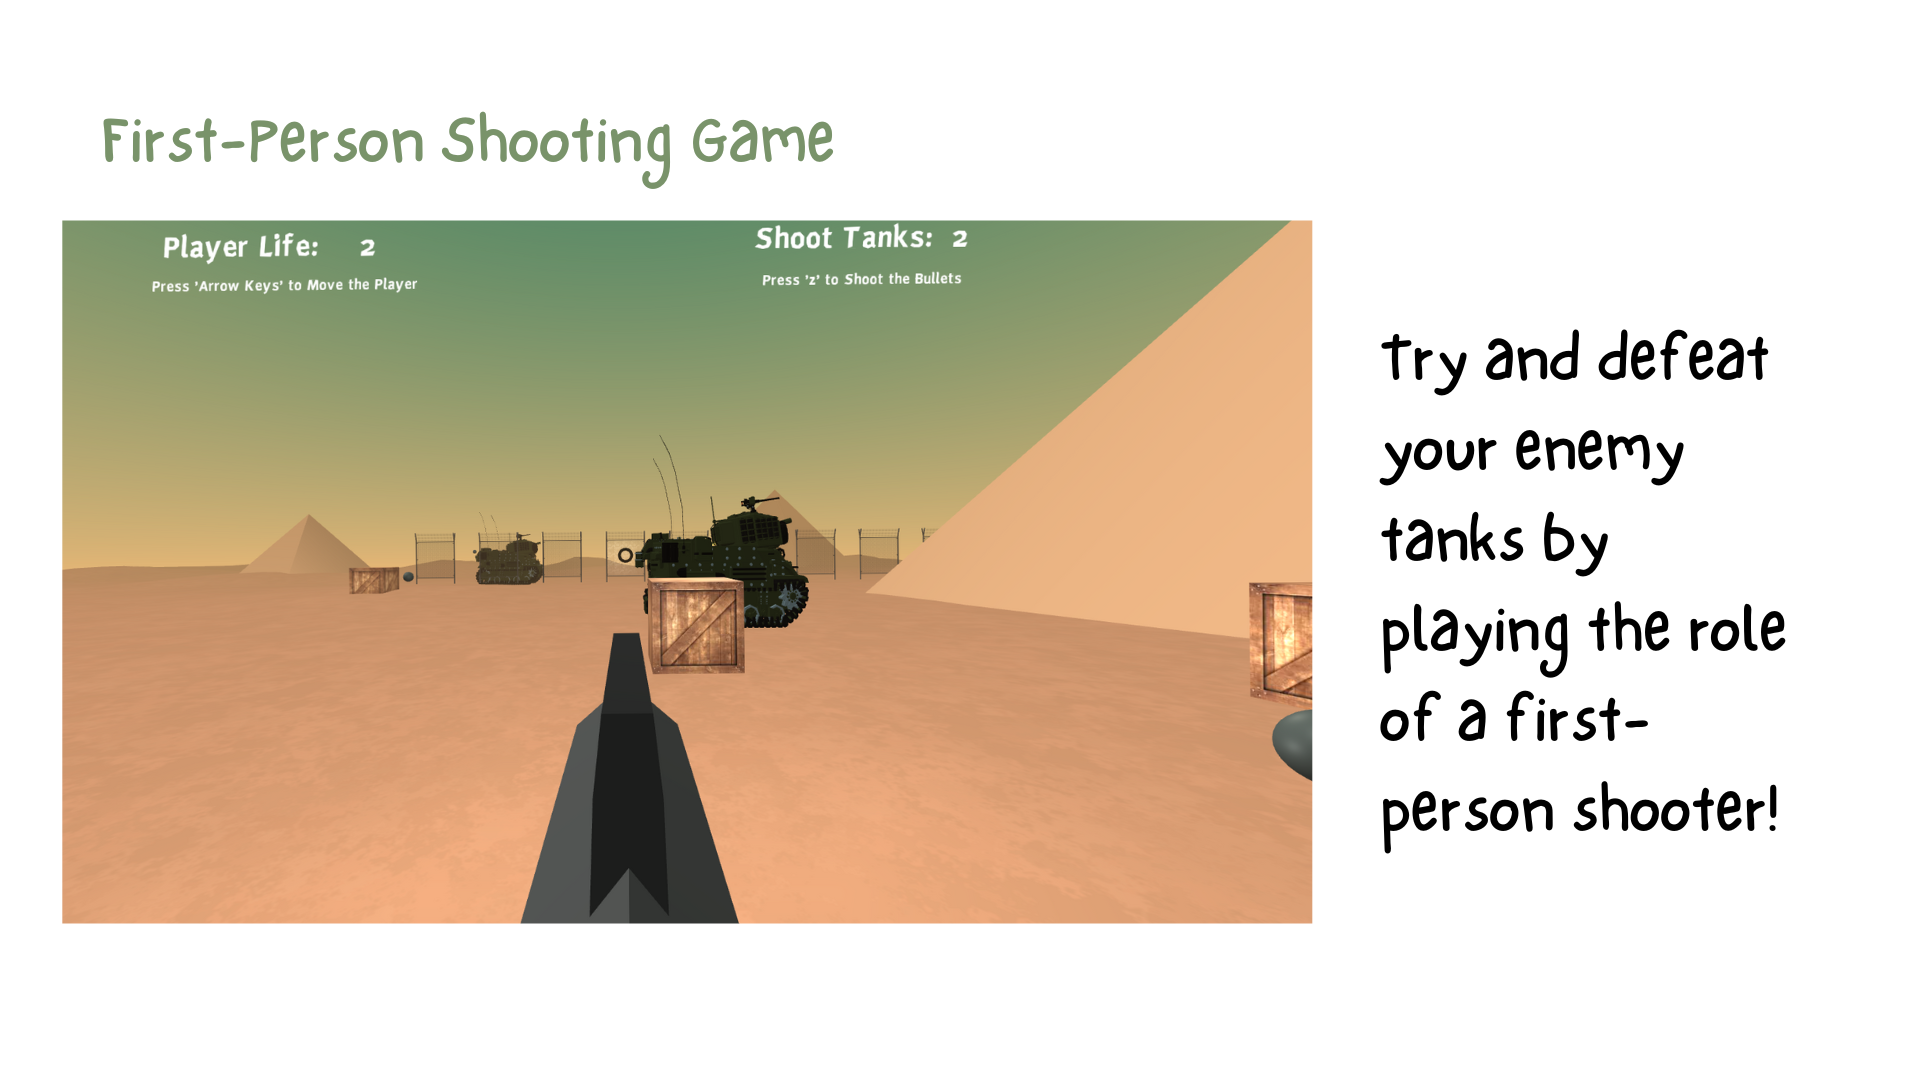 First-Person Shooting Game
Player Life: 2
Shoot Tanks: 2
Press 'Arrow Keys' to Move the Player
Press 'z' to Shoot the Bullets
Try and defeat
your enemy
tanks by
playing the role
of a first-
person shooter!